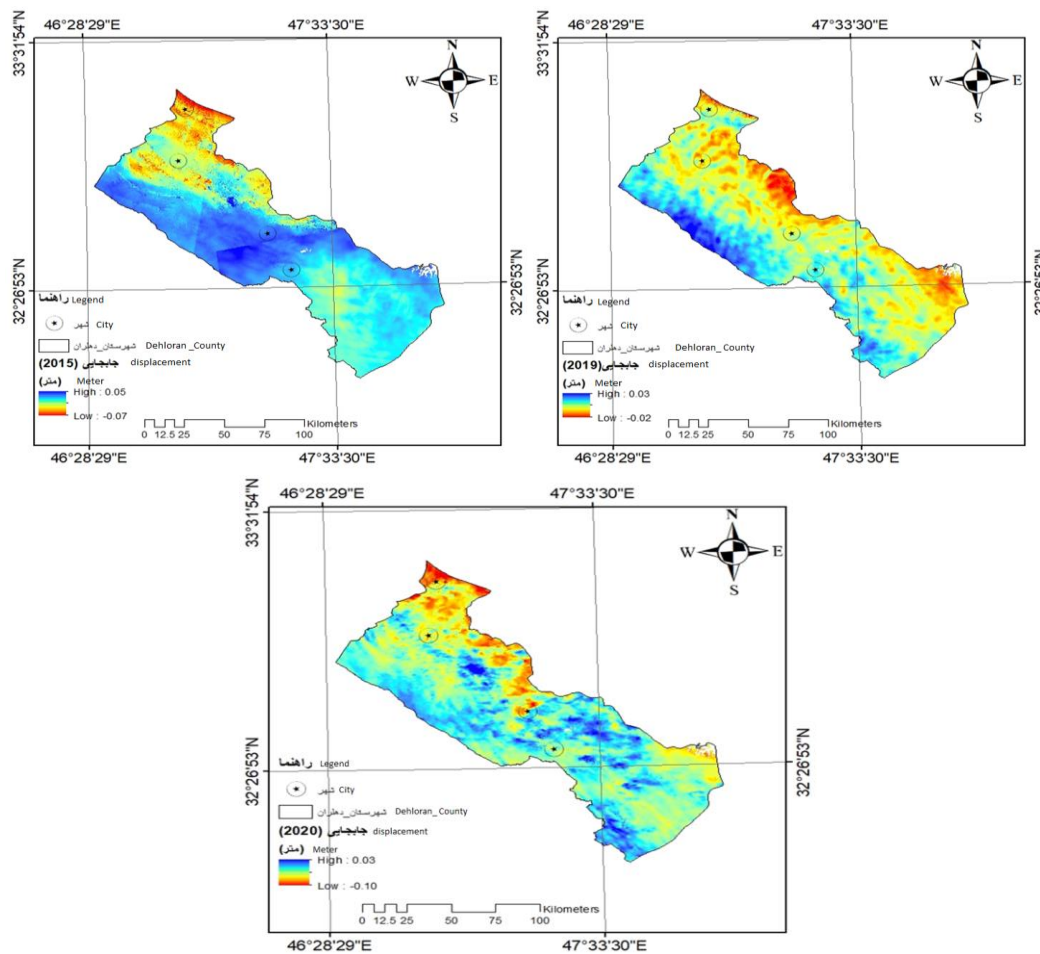 46°28'29"E 47°33'30"E
33°31'54"N
N
W E
S
32°26'53"N
راهنما Legend
شهر City
شهرستان_دهلران Dehloran _County
جابجایی (2015) displacement
(متر) Meter
High : 0.05
Low : -0.07
Kilometers
0 12.5 25 50 75 100
46°28'29"E 47°33'30"E
46°28'29"E 47°33'30"E
33°31'54"N
N
W E
S
32°26'53"N
32°26'53"N
راهنما Legend
شهر City
شهرستان_دهلران Dehloran_County
جابجایی(2019) displacement
(متر) Meter
High : 0.03
Low : -0.02
Kilometers
0 12.5 25 50 75 100
46°28'29"E 47°33'30"E
46°28'29"E 47°33'30"E
33°31'54"N
N
W E
S
32°26'53"N
32°26'53"N
راهنما Legend
شهر City
شهرستان_دهلران Dehloran_County
جابجایی (2020) displacement
(متر) Meter
High : 0.03
Low : -0.10
Kilometers
0 12.5 25 50 75 100
46°28'29"E 47°33'30"E